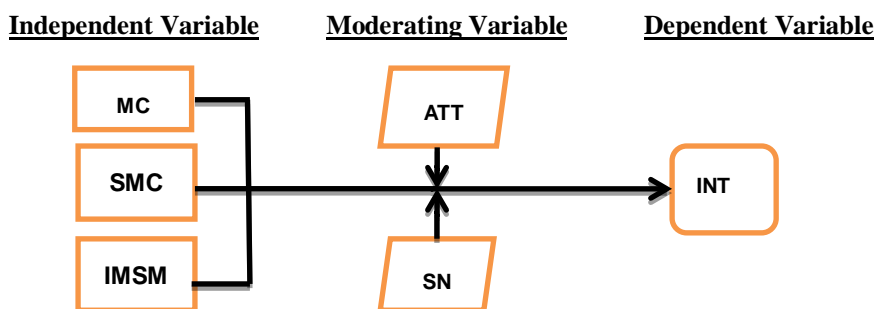 Independent Variable Moderating Variable Dependent Variable
MC
ATT
SMC
INT
IMSM
SN